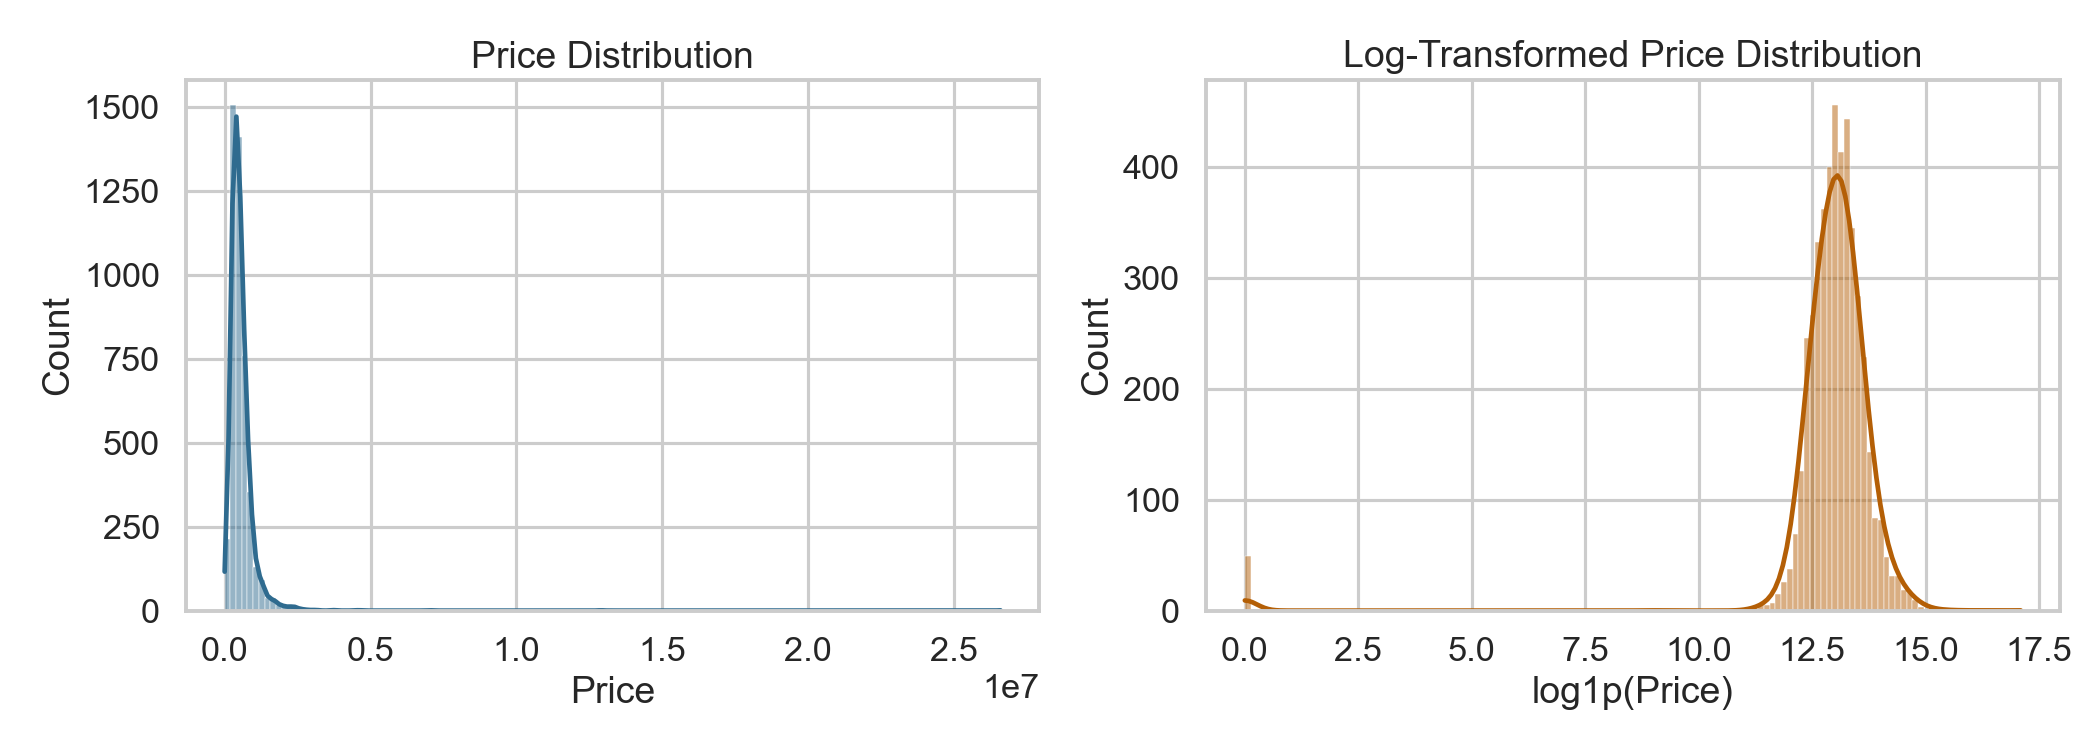 Price Distribution
1500
1250
1000
750
500
250
0
Count
0.0 0.5 1.0 1.5 2.0 2.5
1e7
Price
Log-Transformed Price Distribution
400
300
200
100
0
Count
0.0 2.5 5.0 7.5 10.0 12.5 15.0 17.5
log1p(Price)